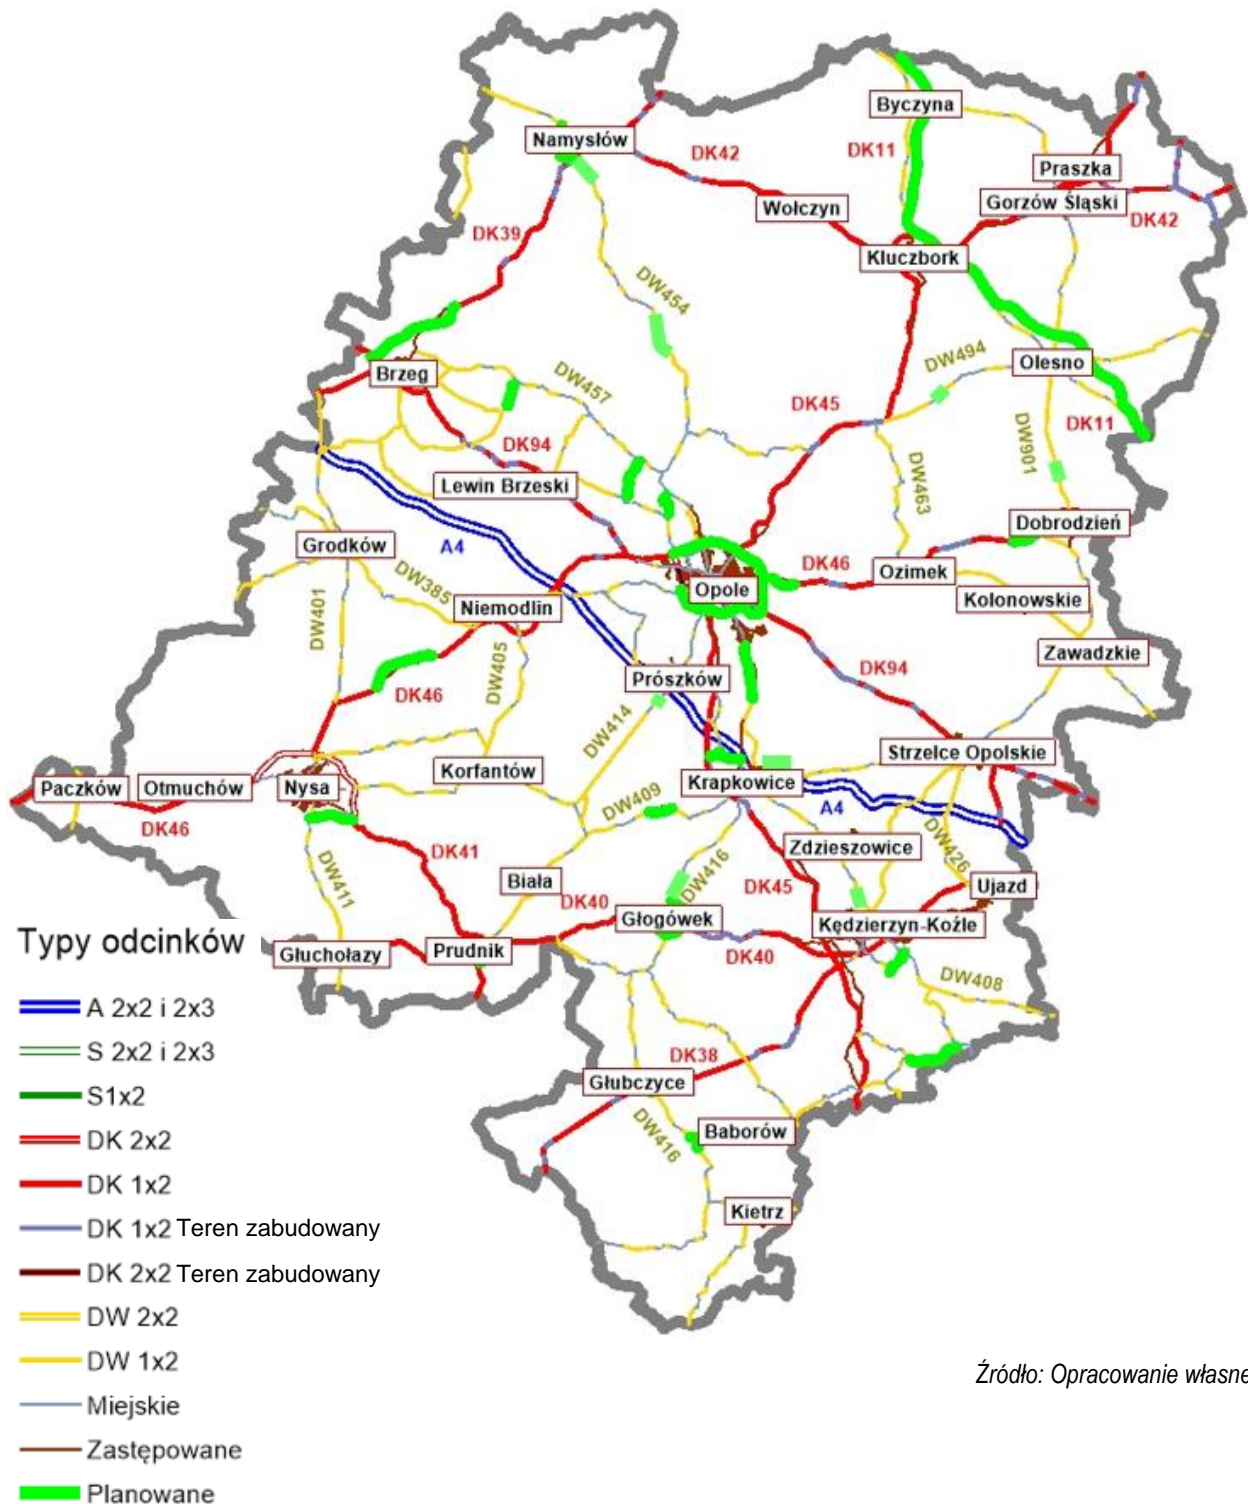 Byczyna
Namysłów
DK42
DK11
Praszka
Gorzów Śląski
Wołczyn
DK42
DK39
Kluczbork
DW454
Brzeg
DW457
DW494
Olesno
DK45
DK11
DK94
DW901
Lewin Brzeski
DW463
Dobrodzień
Grodków
A4
DK46
Ozimek
DW385
Opole
DW401
Niemodlin
Kolonowskie
Zawadzkie
DW405
Prószków
DK94
DK46
DW414
Strzelce Opolskie
Paczków
Otmuchów
Nysa
Korfantów
Krapkowice
DW409
A4
DK46
DK41
Zdzieszowice
DW426
DW416
DW411
Biała
DK45
Ujazd
DK40
Głogówek
Kędzierzyn-Koźle
Typy odcinków
Głuchołazy
Prudnik
DK40
DW408
A 2x2 i 2x3
S 2x2 i 2x3
DK38
Głubczyce
S1x2
DW416
Baborów
DK 2x2
DK 1x2
Kietrz
DK 1x2 Teren zabudowany
DK 2x2 Teren zabudowany
DW 2x2
DW 1x2
Źródło: Opracowanie własne
Miejskie
Zastępowane
Planowane